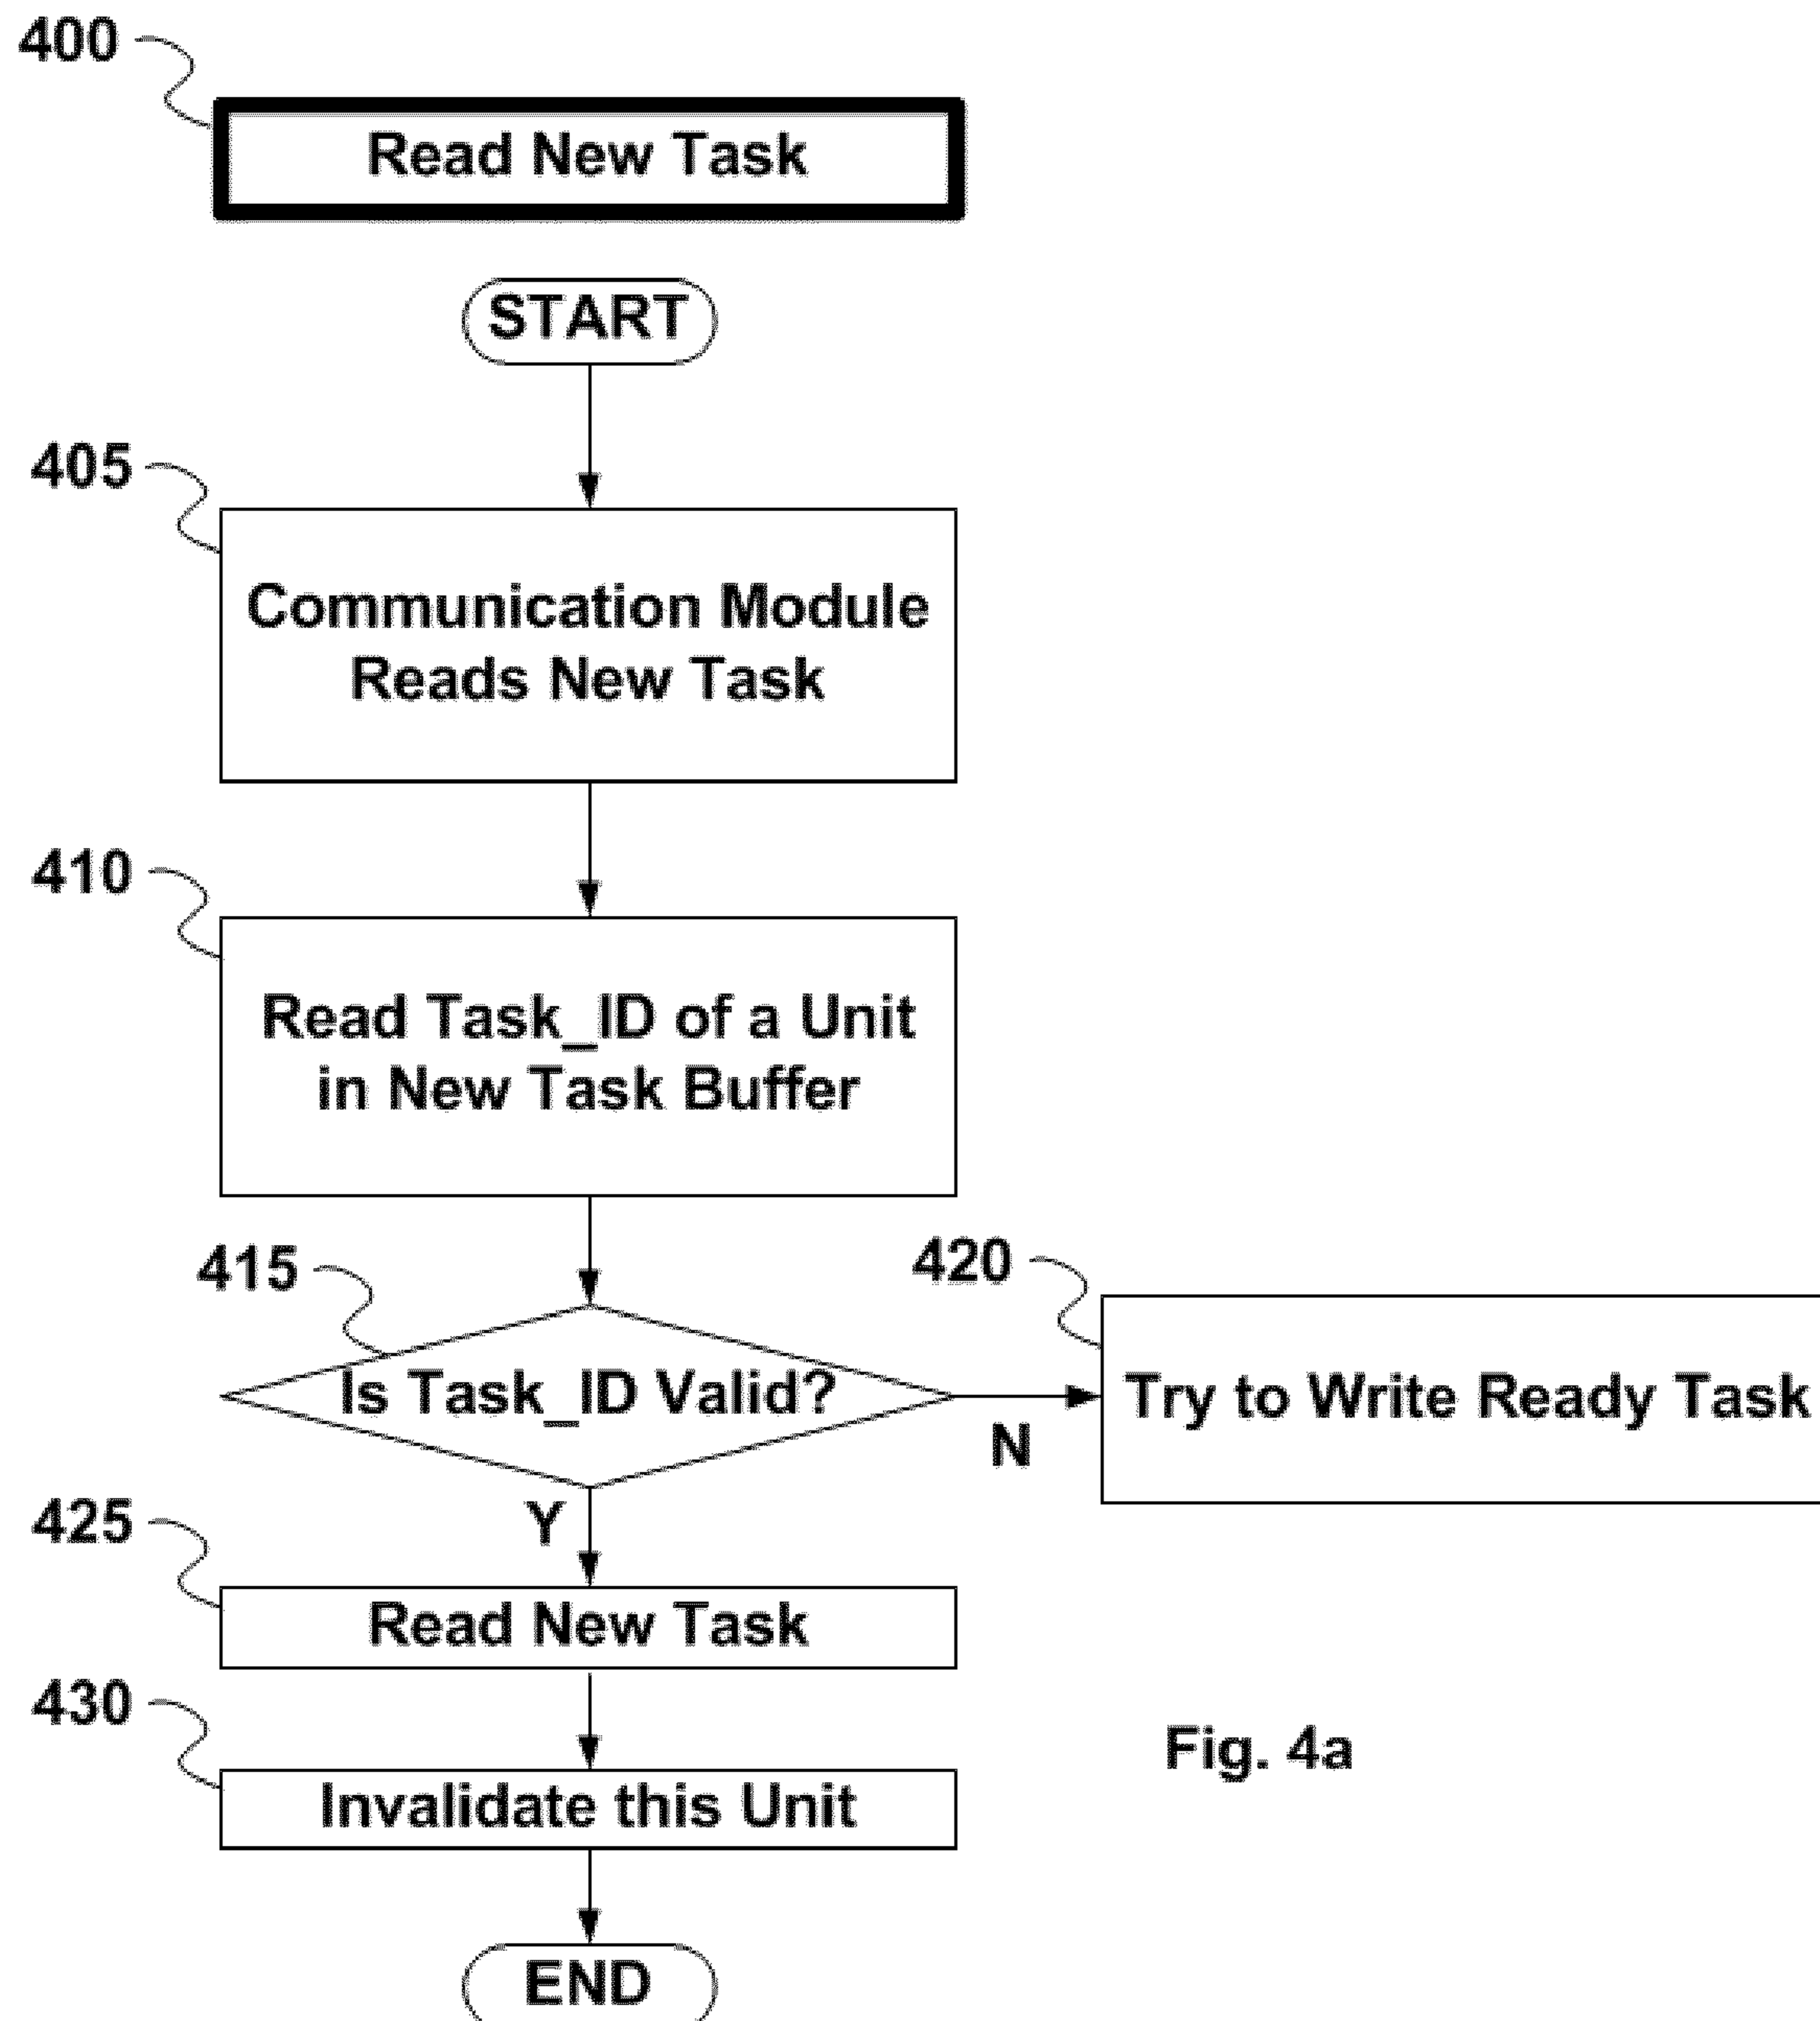 400
Read New Task
START
405
Communication Module
Reads New Task
410
Read Task_ID of a Unit
in New Task Buffer
415
420
Is Task_ID Valid?
N
Try to Write Ready Task
Y
425
Read New Task
430
Invalidate this Unit
Fig. 4a
END